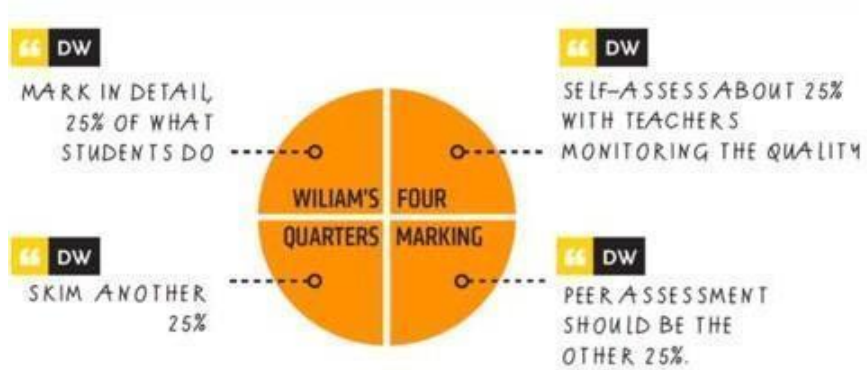 DW
MARK IN DETAIL,
25% OF WHAT
STUDENTS DO
DW
SELF-ASSESS ABOUT 25%
WITH TEACHERS
MONITORING THE QUALITY
WILIAM'S FOUR
QUARTERS MARKING
DW
SKIM ANOTHER
25%
DW
PEER ASSESSMENT
SHOULD BE THE
OTHER 25%.